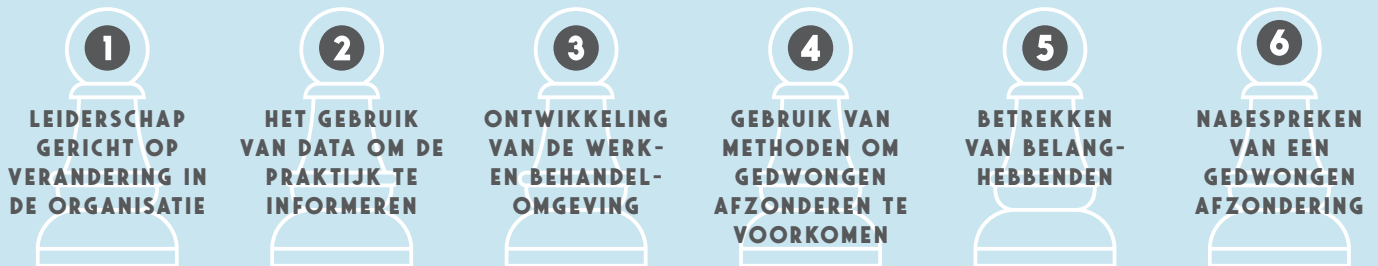 1
LEIDERSCHAP
GERICHT OP
VERANDERING IN
DE ORGANISATIE
2
HET GEBRUIK
VAN DATA OM DE
PRAKTIJK TE
INFORMEREN
3
ONTWIKKELING
VAN DE WERK-
EN BEHANDEL-
OMGEVING
4
GEBRUIK VAN
METHODEN OM
GEDWONGEN
AFZONDEREN TE
VOORKOMEN
5
BETREKKEN
VAN BELANG-
HEBBENDEN
6
NABESPREKEN
VAN EEN
GEDWONGEN
AFZONDERING